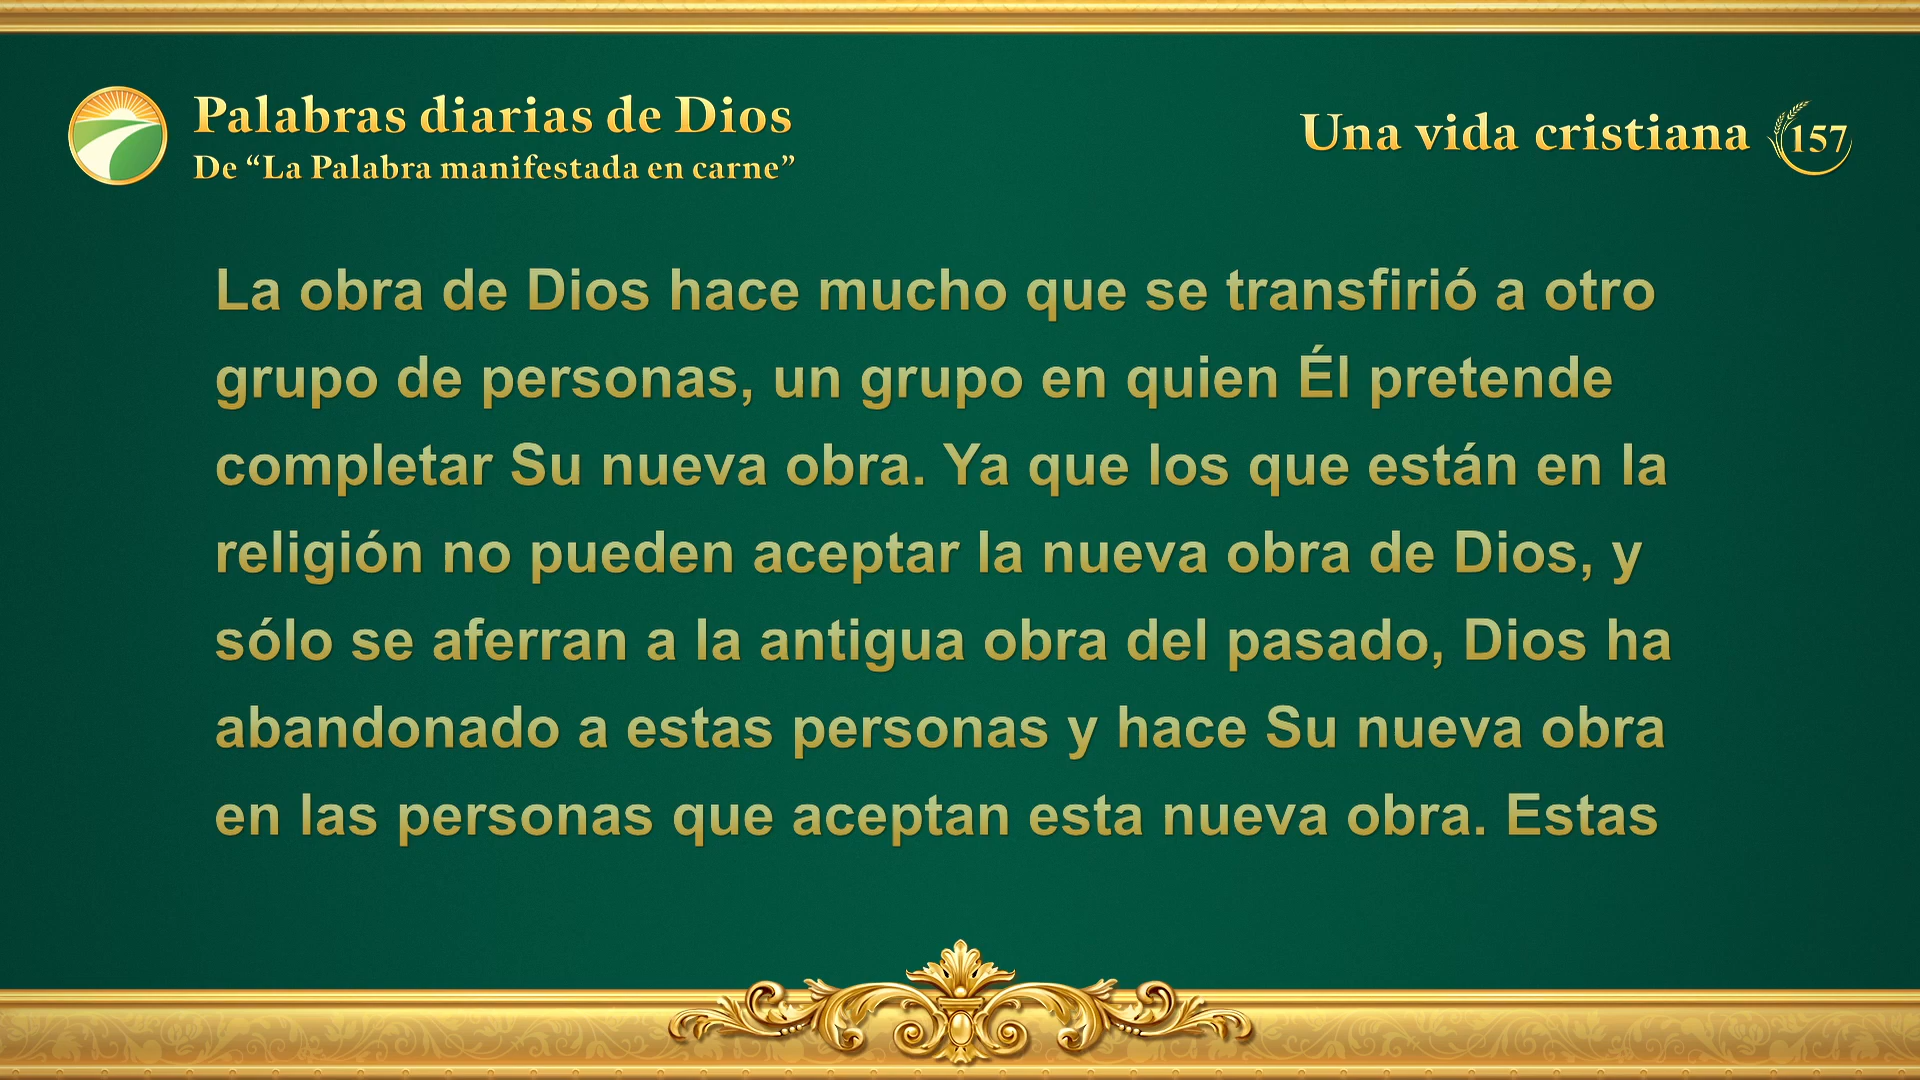 Palabras diarias de Dios
De “La Palabra manifestada en carne”
Una vida cristiana 157
La obra de Dios hace mucho que se transfirió a otro
grupo de personas, un grupo en quien Él pretende
completar Su nueva obra. Ya que los que están en la
religión no pueden aceptar la nueva obra de Dios, y
sólo se aferran a la antigua obra del pasado, Dios ha
abandonado a estas personas y hace Su nueva obra
en las personas que aceptan esta nueva obra. Estas